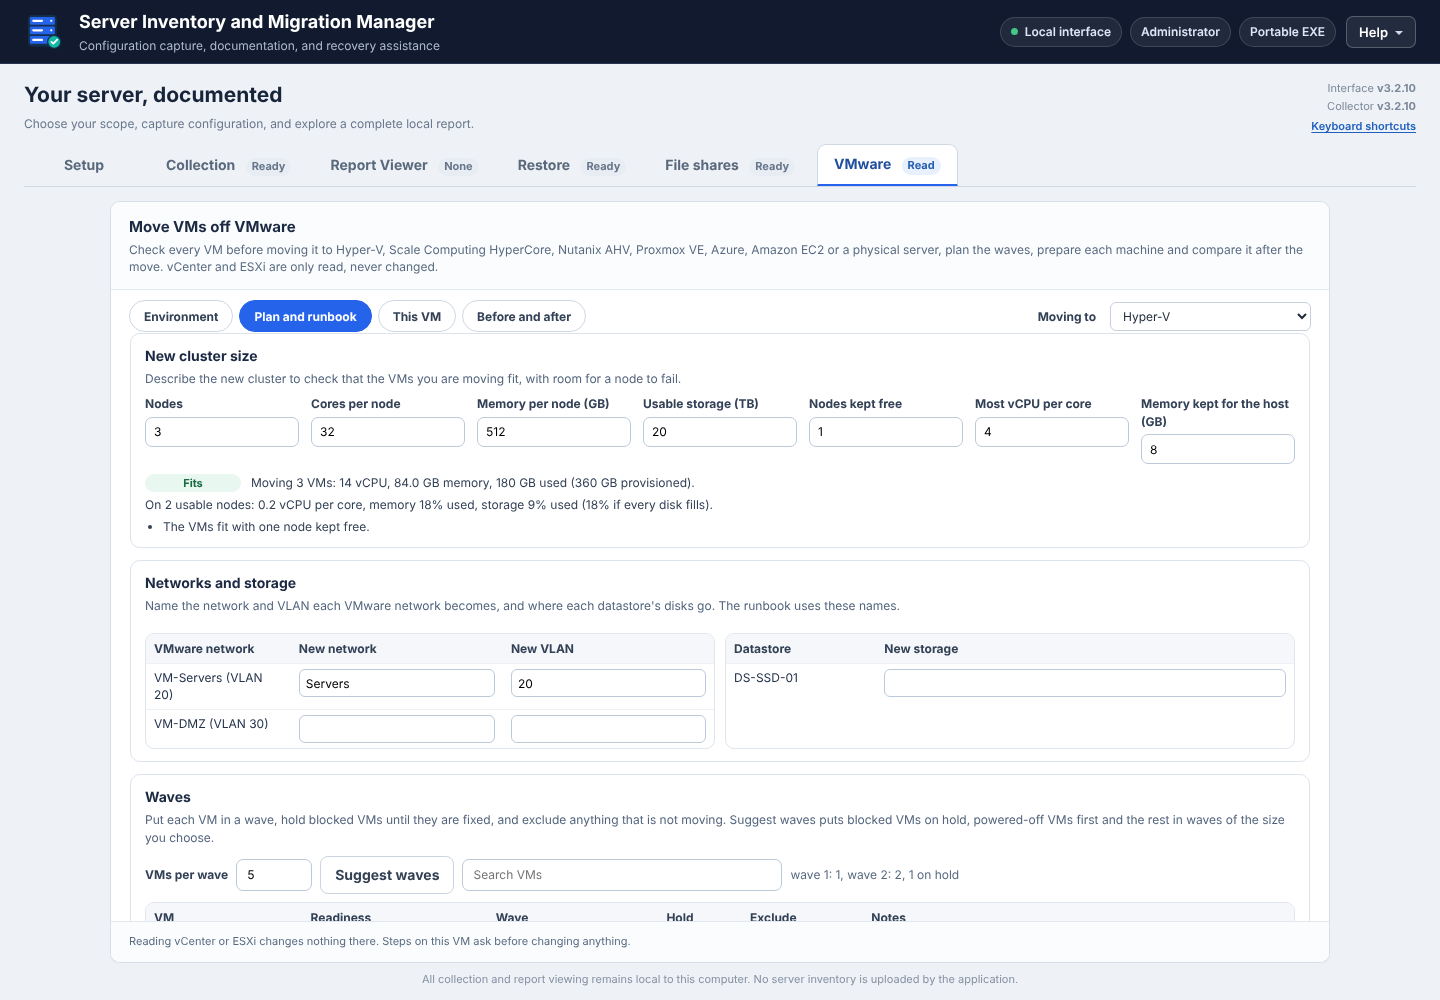 Server Inventory and Migration Manager
Configuration capture, documentation, and recovery assistance
Local interface
Administrator
Portable EXE
Help
Your server, documented
Choose your scope, capture configuration, and explore a complete local report.
Interface v3.2.10
Collector v3.2.10
Keyboard shortcuts
Setup
Collection Ready
Report Viewer None
Restore Ready
File shares Ready
VMware Read
Move VMs off VMware
Check every VM before moving it to Hyper-V, Scale Computing HyperCore, Nutanix AHV, Proxmox VE, Azure, Amazon EC2 or a physical server, plan the waves, prepare each machine and compare it after the
move. vCenter and ESXi are only read, never changed.
Environment
Plan and runbook
This VM
Before and after
Moving to
Hyper-V
New cluster size
Describe the new cluster to check that the VMs you are moving fit, with room for a node to fail.
Nodes
3
Cores per node
32
Memory per node (GB)
512
Usable storage (TB)
20
Nodes kept free
1
Most vCPU per core
4
Memory kept for the host
(GB)
8
Fits
Moving 3 VMs: 14 vCPU, 84.0 GB memory, 180 GB used (360 GB provisioned).
On 2 usable nodes: 0.2 vCPU per core, memory 18% used, storage 9% used (18% if every disk fills).
• The VMs fit with one node kept free.
Networks and storage
Name the network and VLAN each VMware network becomes, and where each datastore's disks go. The runbook uses these names.
VMware network
New network
New VLAN
VM-Servers (VLAN
20)
Servers
20
VM-DMZ (VLAN 30)
Datastore
New storage
DS-SSD-01
Waves
Put each VM in a wave, hold blocked VMs until they are fixed, and exclude anything that is not moving. Suggest waves puts blocked VMs on hold, powered-off VMs first and the rest in waves of the size
you choose.
VMs per wave
5
Suggest waves
Search VMs
wave 1: 1, wave 2: 2, 1 on hold
VM
Readiness
Wave
Hold
Exclude
Notes
Reading vCenter or ESXi changes nothing there. Steps on this VM ask before changing anything.
All collection and report viewing remains local to this computer. No server inventory is uploaded by the application.